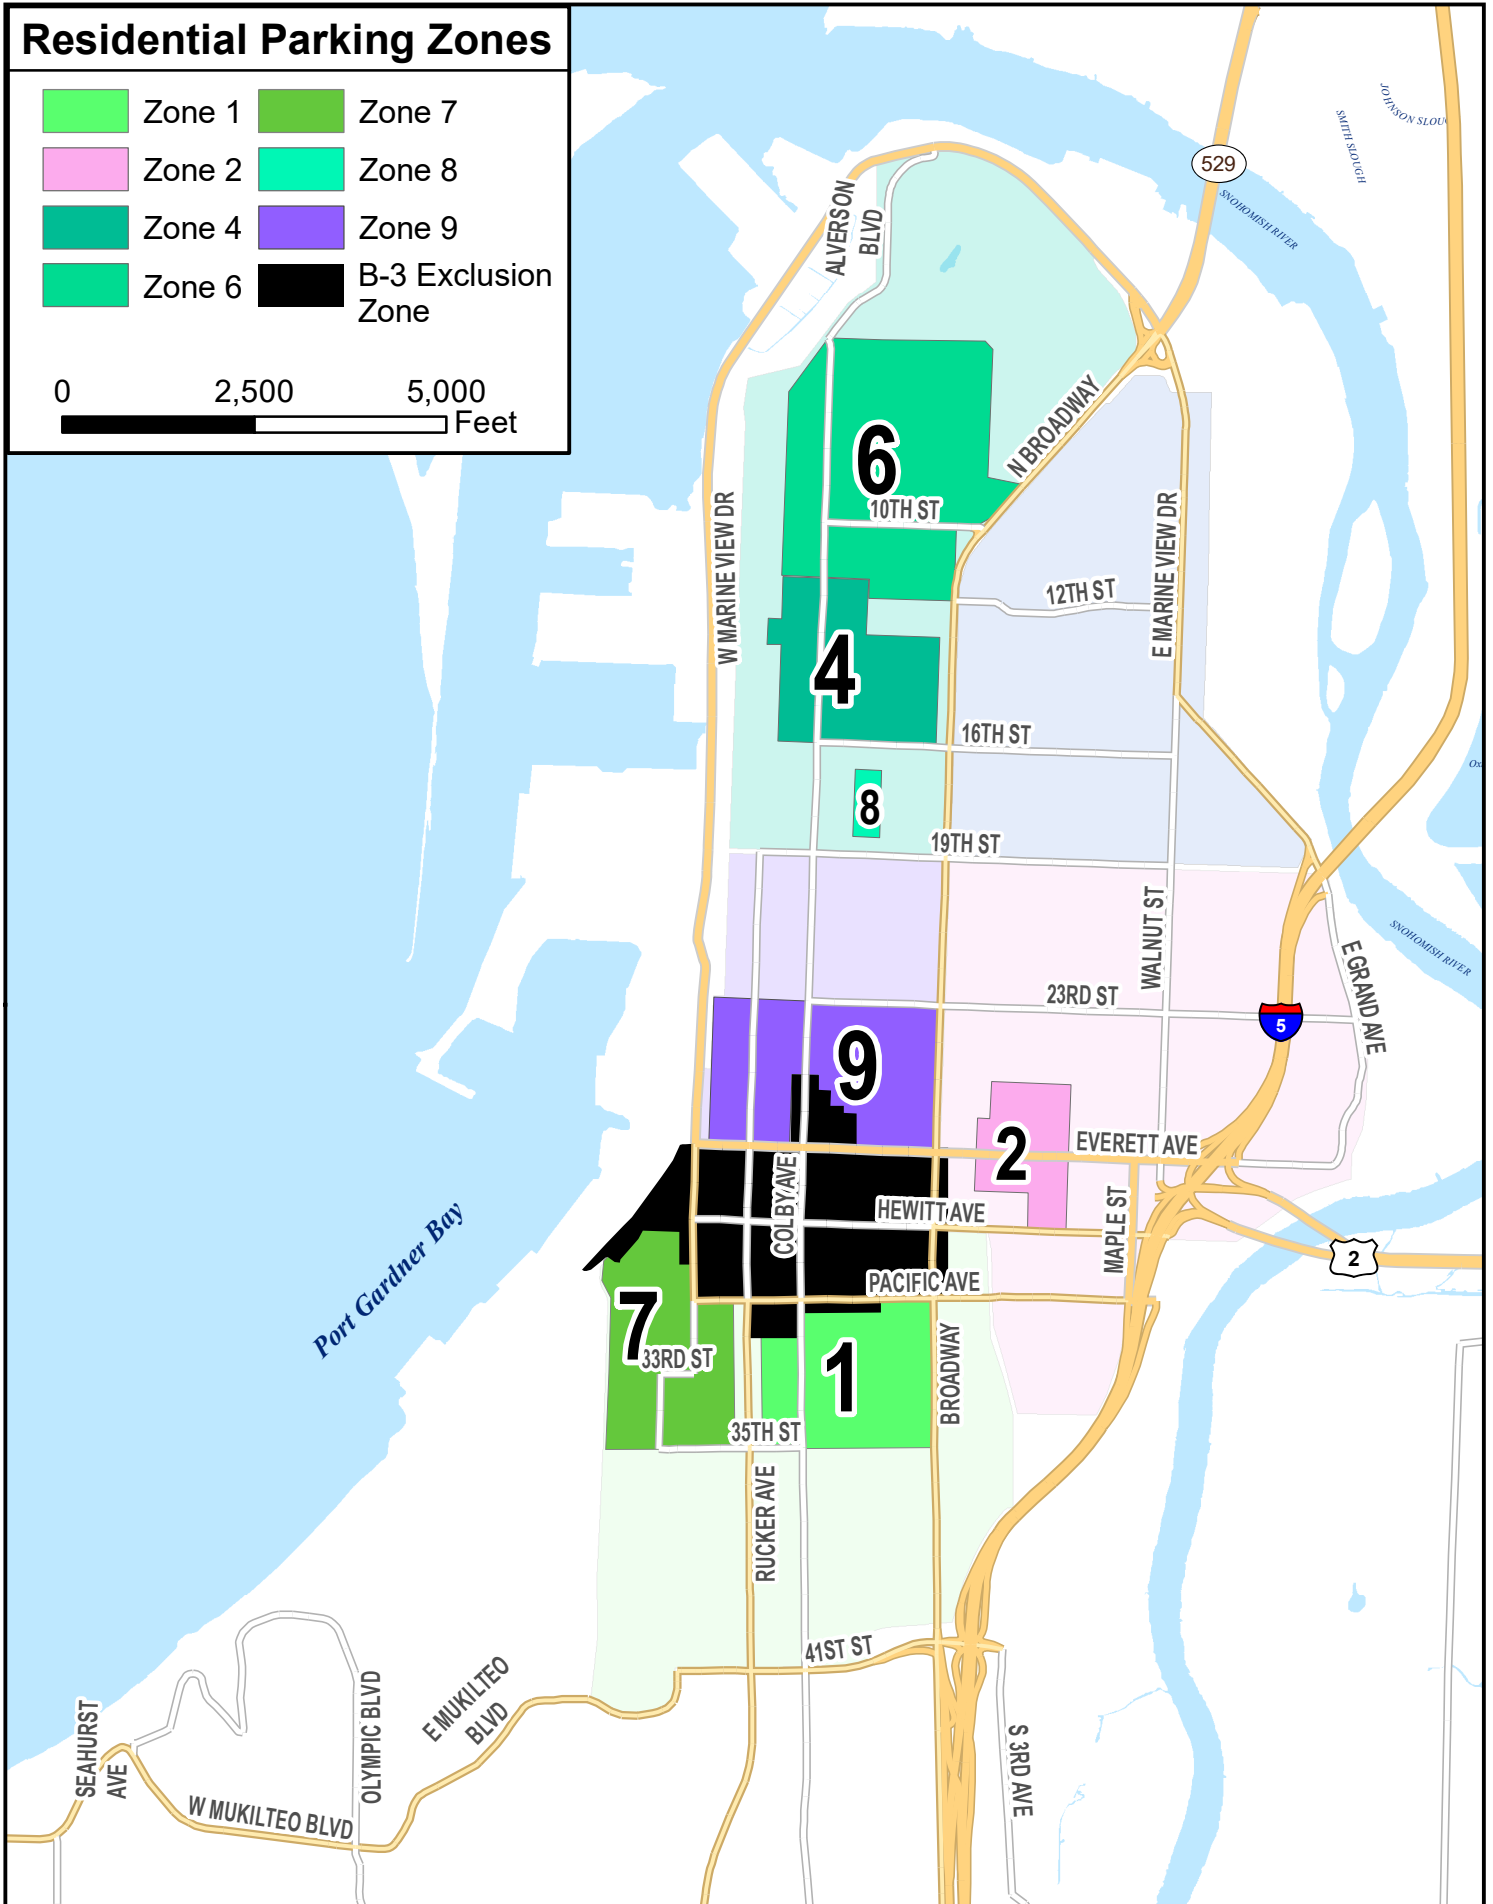 Residential Parking Zones
Zone 1
Zone 7
Zone 2
Zone 8
Zone 4
Zone 9
Zone 6
B-3 Exclusion
Zone
0
2,500
5,000
Feet
JOHNSON SLOU
SMITH SLOUGH
529
SNOHOMISH RIVER
ALVERSON
BLVD
N BROADWAY
6
10TH ST
W MARINE VIEW DR
E MARINE VIEW DR
12TH ST
4
16TH ST
8
19TH ST
WALNUT ST
SNOHOMISH RIVER
E GRAND AVE
23RD ST
5
9
2
EVERETT AVE
COLBY AVE
HEWITT AVE
MAPLE ST
2
PACIFIC AVE
Port Gardner Bay
7
33RD ST
1
BROADWAY
35TH ST
RUCKER AVE
41ST ST
E MUKILTEO
BLVD
OLYMPIC BLVD
SEAHURST
AVE
W MUKILTEO BLVD
S 3RD AVE